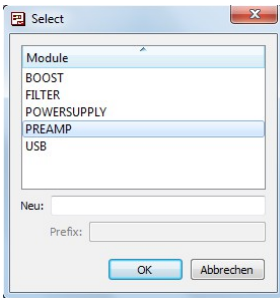 Select
Module
BOOST
FILTER
POWERSUPPLY
PREAMP
USB
Neu:
Prefix:
OK Abbrechen